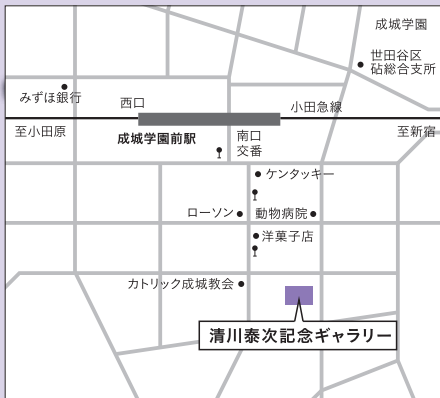 成城学園
世田谷区
砧総合支所
みずほ銀行
西口
小田急線
至小田原
成城学園前駅
南口
交番
至新宿
ケンタッキー
ローソン
動物病院
洋菓子店
カトリック成城教会
清川泰次記念ギャラリー